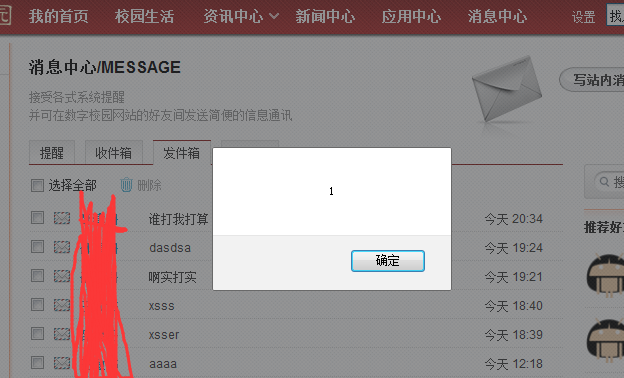 我的首页 校园生活 资讯中心 新闻中心 应用中心 消息中心 设置 找
消息中心/MESSAGE
接受各式系统提醒
并可在数字校园网站的好友间发送简便的信息通讯
写站内消
提醒 收件箱 发件箱
选择全部 删除
搜
1
确定
谁打我打算 今天 20:34
推荐好
dasdsa 今天 19:24
啊实打实 今天 19:21
xsss 今天 18:40
xsser 今天 18:39
aaaa 今天 12:18